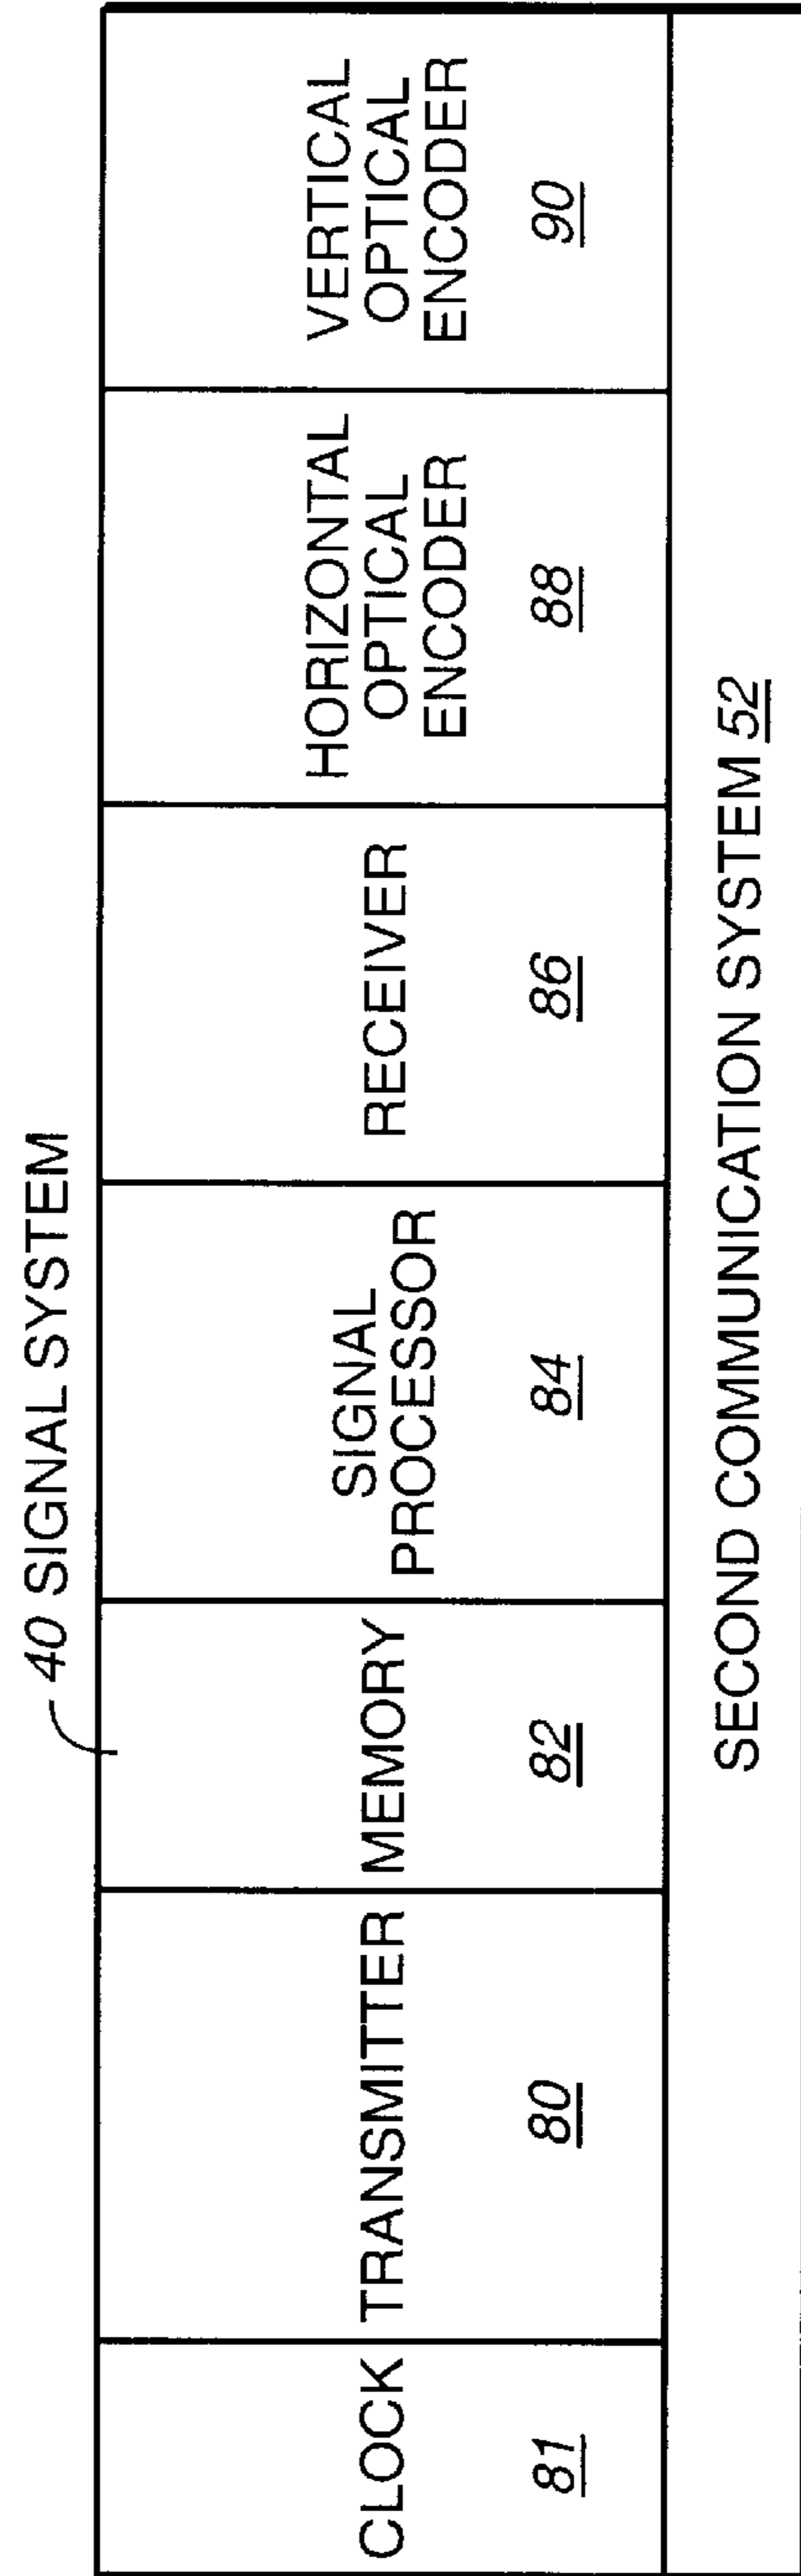 40 SIGNAL SYSTEM
CLOCK
81
TRANSMITTER
80
MEMORY
82
SIGNAL
PROCESSOR
84
RECEIVER
86
HORIZONTAL
OPTICAL
ENCODER
88
VERTICAL
OPTICAL
ENCODER
90
SECOND COMMUNICATION SYSTEM 52